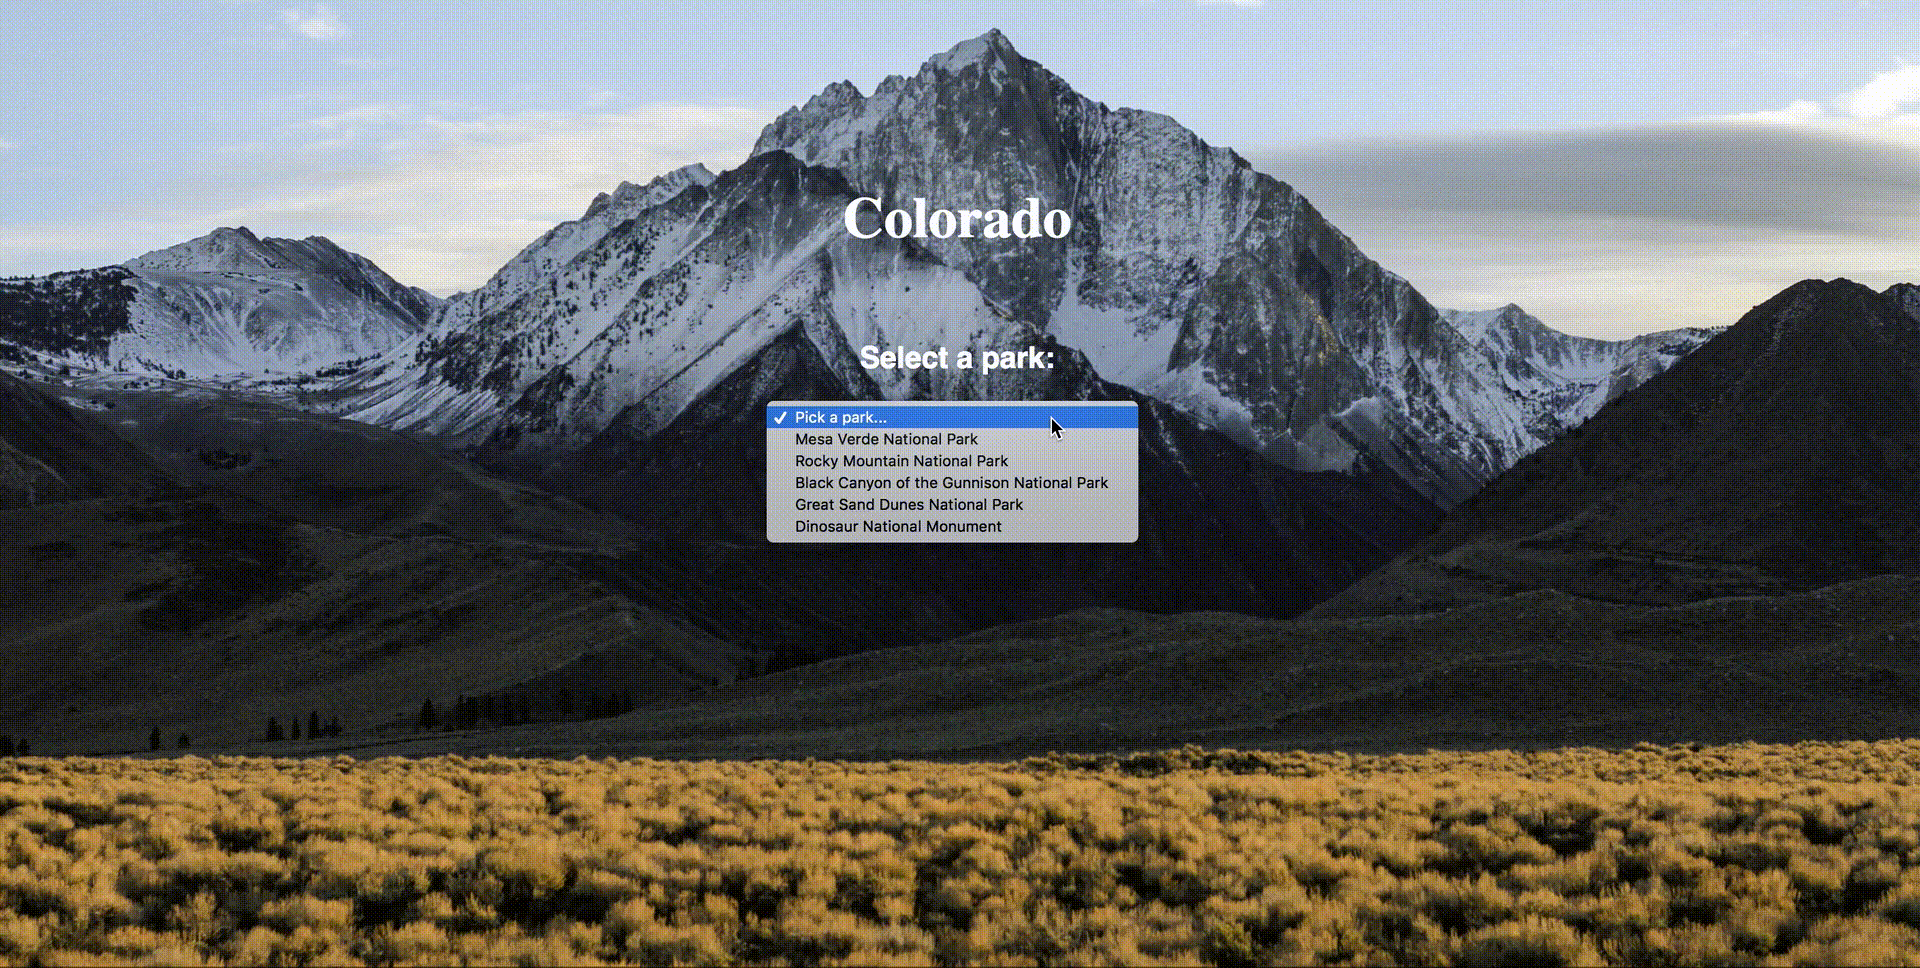 Colorado
Select a park:
✓ Pick a park...
Mesa Verde National Park
Rocky Mountain National Park
Black Canyon of the Gunnison National Park
Great Sand Dunes National Park
Dinosaur National Monument